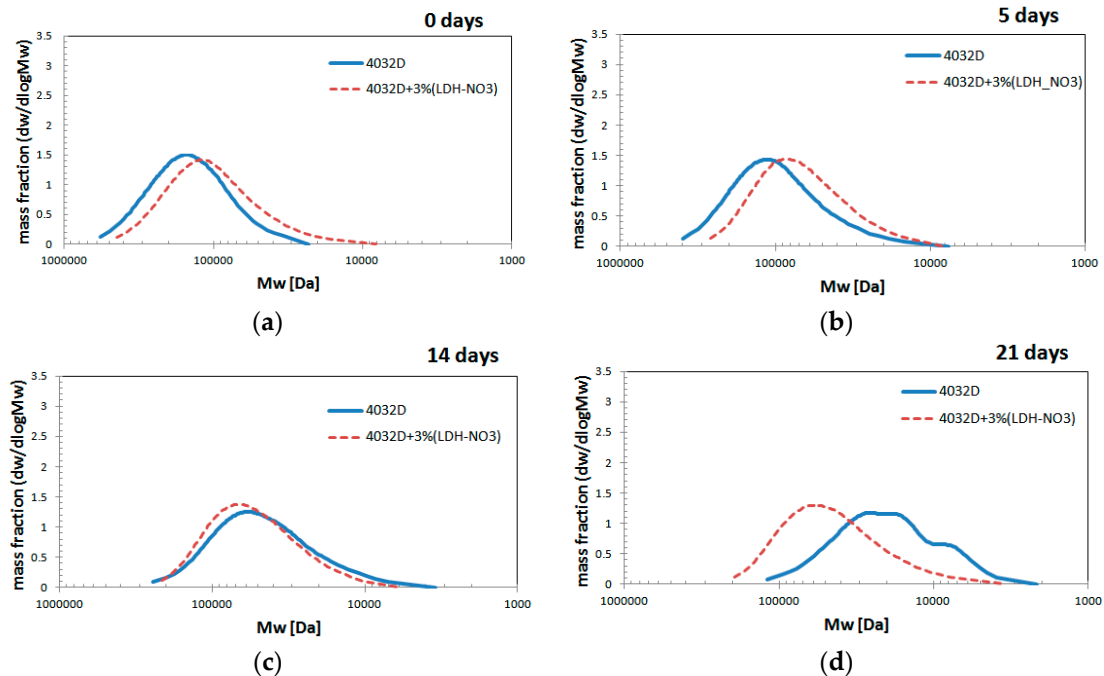 0 days
mass fraction (dw/dlogMw)
3.5
3
2.5
2
1.5
1
0.5
0
4032D
4032D+3%(LDH-NO3)
1000000 100000 10000 1000
Mw [Da]
(a)
5 days
mass fraction (dw/dlogMw)
3.5
3
2.5
2
1.5
1
0.5
0
4032D
4032D+3%(LDH_NO3)
1000000 100000 10000 1000
Mw [Da]
(b)
14 days
mass fraction (dw/dlogMw)
3.5
3
2.5
2
1.5
1
0.5
0
4032D
4032D+3%(LDH-NO3)
1000000 100000 10000 1000
Mw [Da]
(c)
21 days
mass fraction (dw/dlogMw)
3.5
3
2.5
2
1.5
1
0.5
0
4032D
4032D+3%(LDH-NO3)
1000000 100000 10000 1000
Mw [Da]
(d)